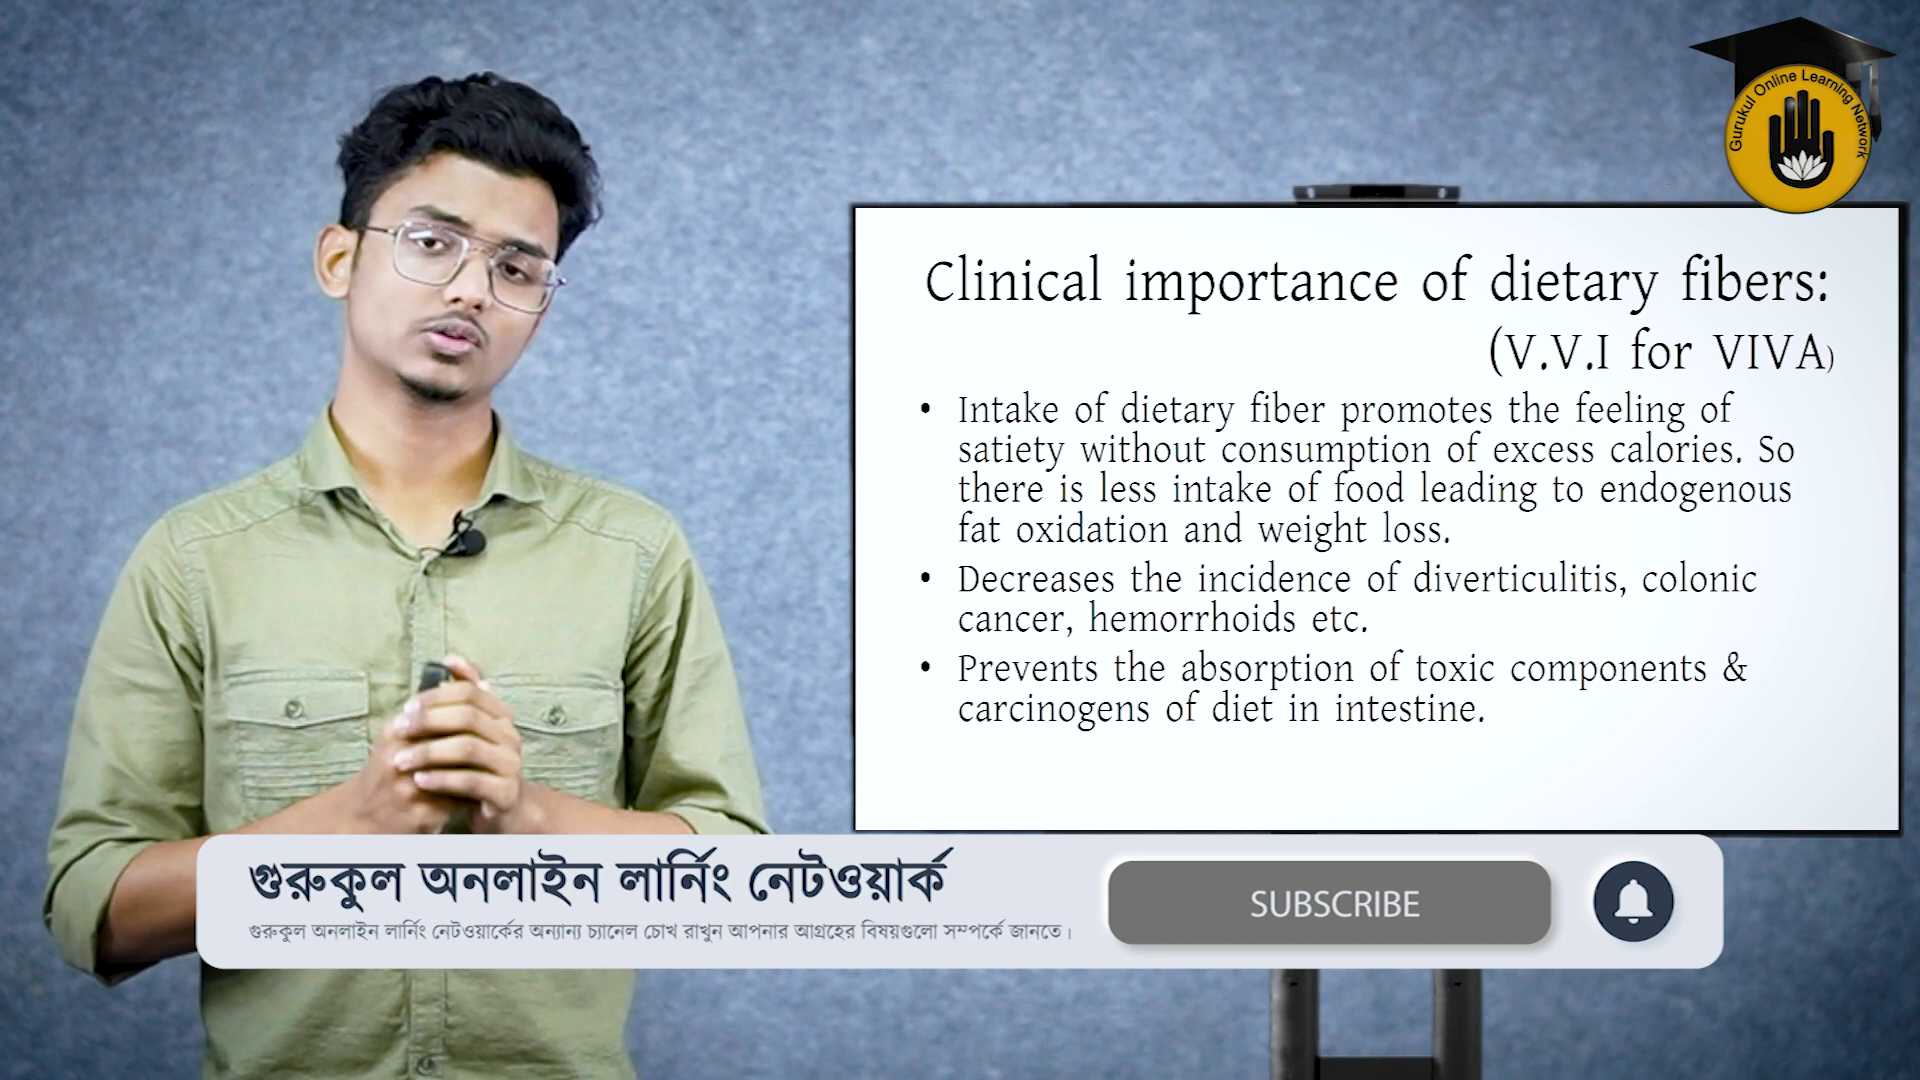 Gurukul Online Learning Network
Clinical importance of dietary fibers:
(V.V.I for VIVA)
• Intake of dietary fiber promotes the feeling of
satiety without consumption of excess calories. So
there is less intake of food leading to endogenous
fat oxidation and weight loss.
• Decreases the incidence of diverticulitis, colonic
cancer, hemorrhoids etc.
• Prevents the absorption of toxic components &
carcinogens of diet in intestine.
গুরুকুল অনলাইন লার্নিং নেটওয়ার্ক
গুরুকুল অনলাইন লার্নিং নেটওয়ার্কের অন্যান্য চ্যানেল চোখ রাখুন আপনার আগ্রহের বিষয়গুলো সম্পর্কে জানতে।
SUBSCRIBE